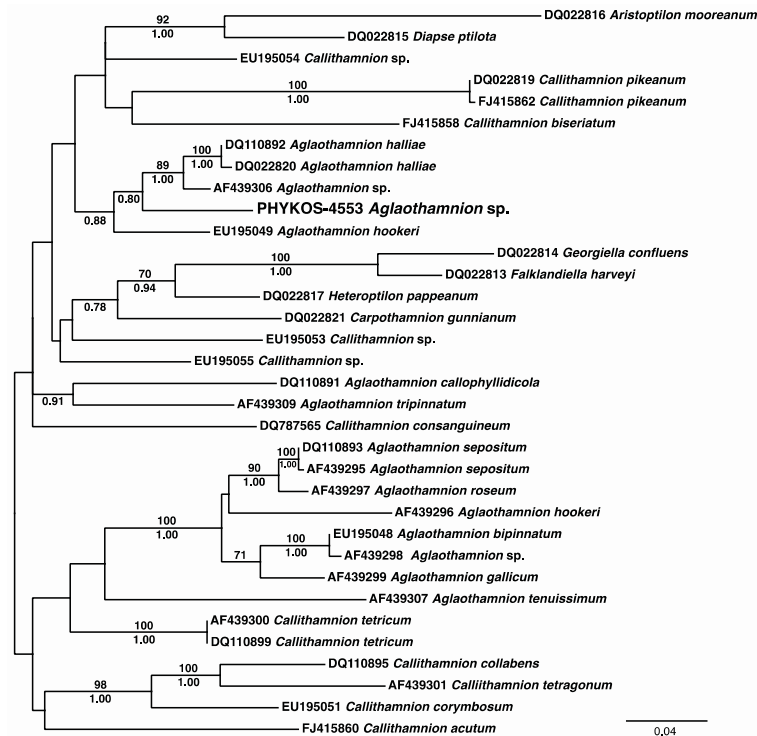 92
1.00
DQ022816 Aristoptilon mooreanum
DQ022815 Diapse ptilota
EU195054 Callithamnion sp.
100
1.00
DQ022819 Callithamnion pikeanum
FJ415862 Callithamnion pikeanum
FJ415858 Callithamnion biseriatum
100
1.00
DQ110892 Aglaothamnion halliae
DQ022820 Aglaothamnion halliae
89
1.00
AF439306 Aglaothamnion sp.
0.80
PHYKOS-4553 Aglaothamnion sp.
0.88
EU195049 Aglaothamnion hookeri
100
1.00
DQ022814 Georgiella confluens
DQ022813 Falklandiella harveyi
70
0.94
DQ022817 Heteroptilon pappeanum
0.78
DQ022821 Carpothamnion gunnianum
EU195053 Callithamnion sp.
EU195055 Callithamnion sp.
DQ110891 Aglaothamnion callophyllidicola
0.91
AF439309 Aglaothamnion tripinnatum
DQ787565 Callithamnion consanguineum
100
1.00
DQ110893 Aglaothamnion sepositum
AF439295 Aglaothamnion sepositum
90
1.00
AF439297 Aglaothamnion roseum
AF439296 Aglaothamnion hookeri
100
1.00
EU195048 Aglaothamnion bipinnatum
100
1.00
AF439298 Aglaothamnion sp.
71
AF439299 Aglaothamnion gallicum
AF439307 Aglaothamnion tenuissimum
100
1.00
AF439300 Callithamnion tetricum
DQ110899 Callithamnion tetricum
100
1.00
DQ110895 Callithamnion collabens
AF439301 Calliithamnion tetragonum
98
1.00
EU195051 Callithamnion corymbosum
FJ415860 Callithamnion acutum
0.04